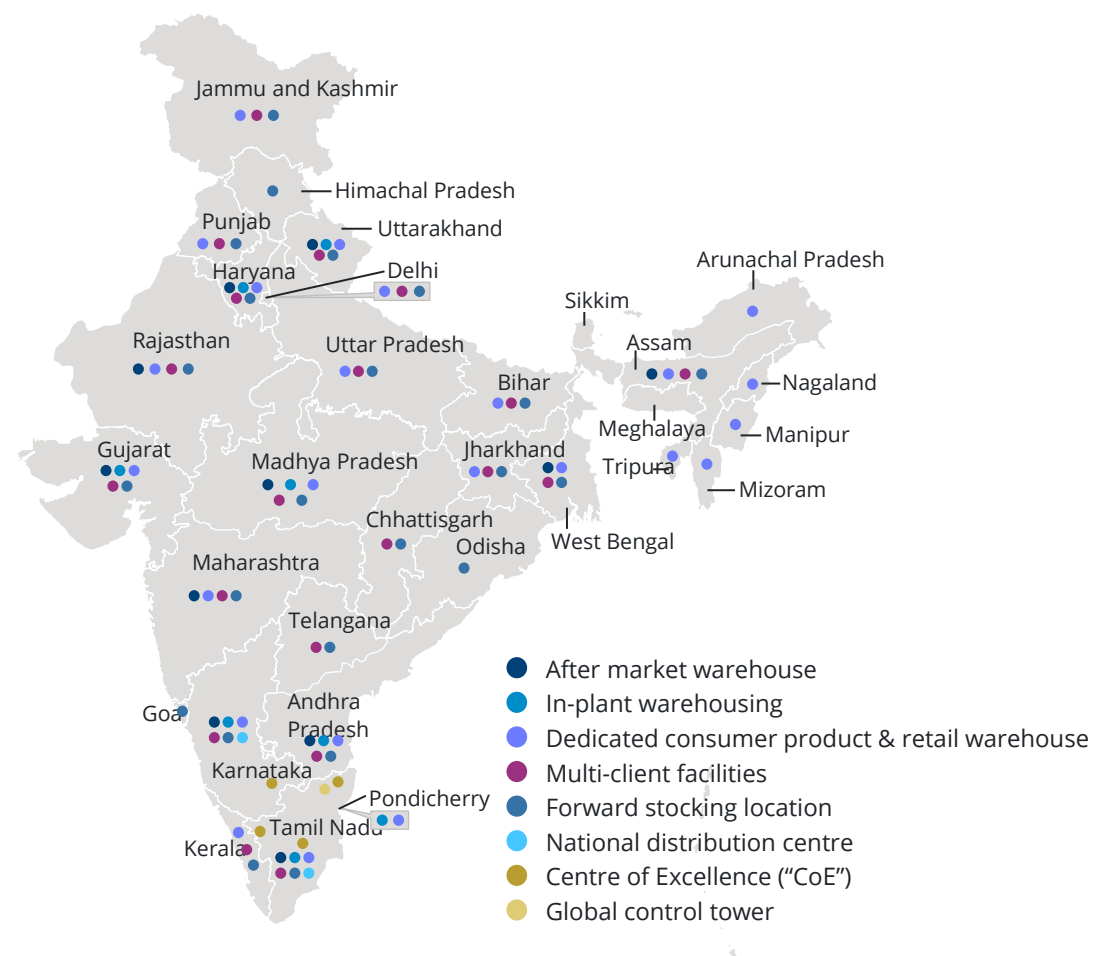 Jammu and Kashmir
Himachal Pradesh
Punjab
Uttarakhand
Haryana
Delhi
Arunachal Pradesh
Sikkim
Rajasthan
Uttar Pradesh
Assam
Bihar
Nagaland
Meghalaya
Manipur
Gujarat
Madhya Pradesh
Jharkhand
Tripura
Mizoram
Chhattisgarh
Odisha
West Bengal
Maharashtra
Telangana
Goa
Andhra
Pradesh
Karnataka
Pondicherry
Tamil Nadu
Kerala
After market warehouse
In-plant warehousing
Dedicated consumer product & retail warehouse
Multi-client facilities
Forward stocking location
National distribution centre
Centre of Excellence (“CoE”)
Global control tower